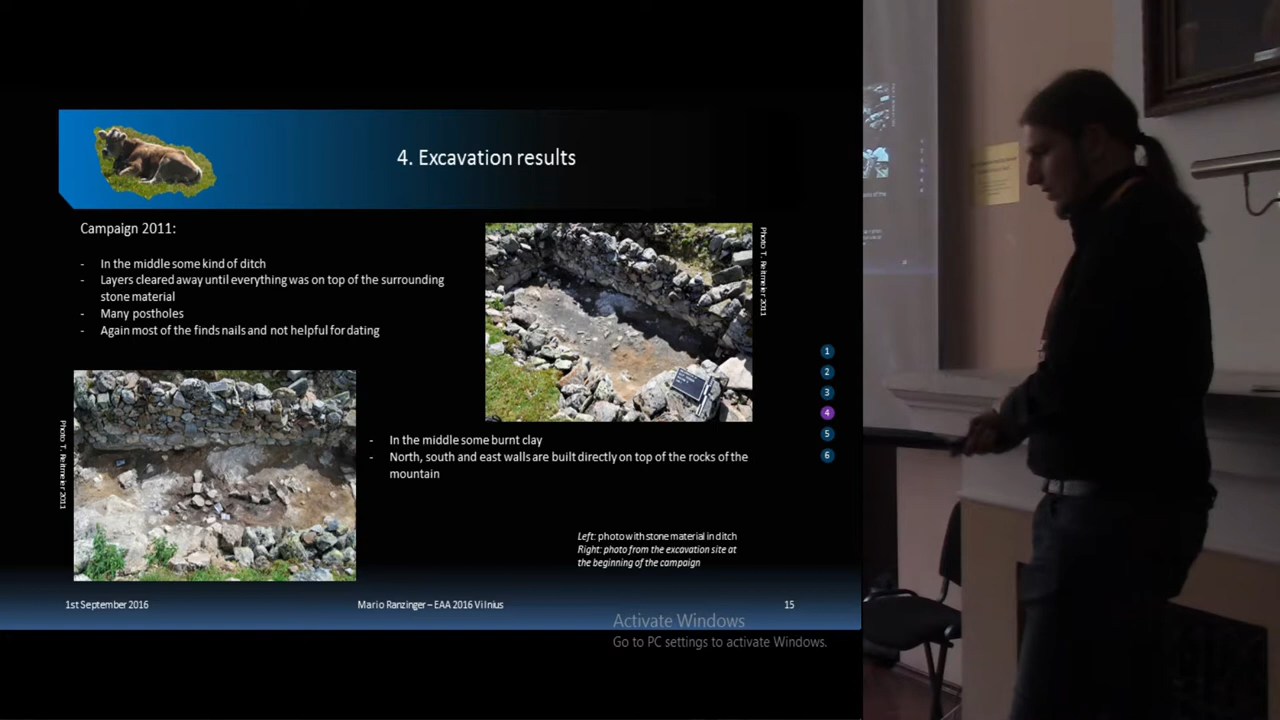 4. Excavation results
Campaign 2011:
- In the middle some kind of ditch
- Layers cleared away until everything was on top of the surrounding
stone material
- Many postholes
- Again most of the finds nails and not helpful for dating
Photo T. Reitmeier 2011
Photo T. Reitmeier 2011
- In the middle some burnt clay
- North, south and east walls are built directly on top of the rocks of the
mountain
Left: photo with stone material in ditch
Right: photo from the excavation site at
the beginning of the campaign
1
2
3
4
5
6
1st September 2016
Mario Ranzinger – EAA 2016 Vilnius
15
Activate Windows
Go to PC settings to activate Windows.